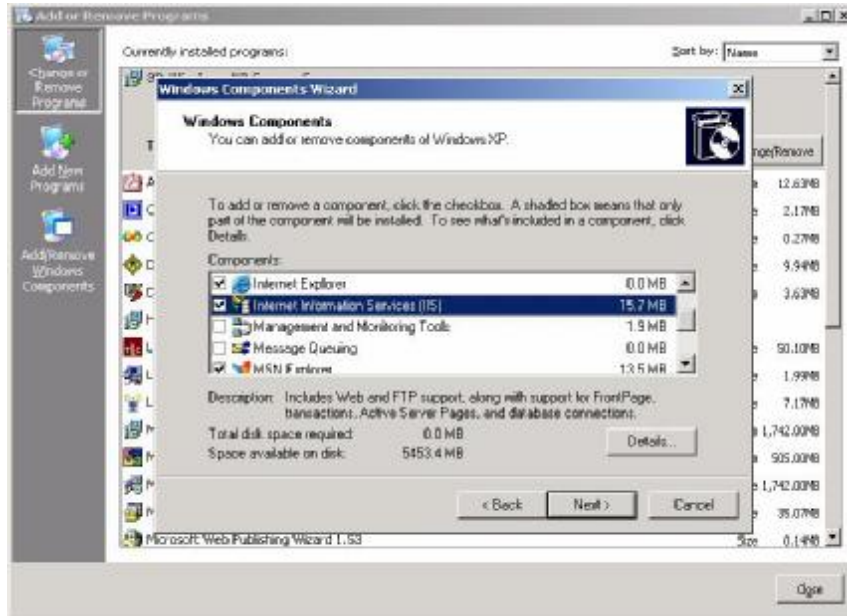 Add or Remove Programs
Change or
Remove
Programs
Add New
Programs
Add/Remove
Windows
Components
Currently installed programs:
Sort by: Name
Windows Components Wizard
Windows Components
You can add or remove components of Windows XP.
To add or remove a component, click the checkbox. A shaded box means that only
part of the component will be installed. To see what's included in a component, click
Details.
Components:
Internet Explorer 0.0 MB
Internet Information Services (IIS) 15.7 MB
Management and Monitoring Tools 1.9 MB
Message Queuing 0.0 MB
MSN Explorer 13.5 MB
Description: Includes Web and FTP support, along with support for FrontPage,
transactions, Active Server Pages, and database connections.
Total disk space required: 0.0 MB
Space available on disk: 5453.4 MB
Details...
< Back Next > Cancel
nge/Remove
12.63MB
2.17MB
0.27MB
9.94MB
3.63MB
50.10MB
1.99MB
7.17MB
1,742.00MB
505.00MB
1,742.00MB
35.07MB
Microsoft Web Publishing Wizard 1.53 Size 0.14MB
Close